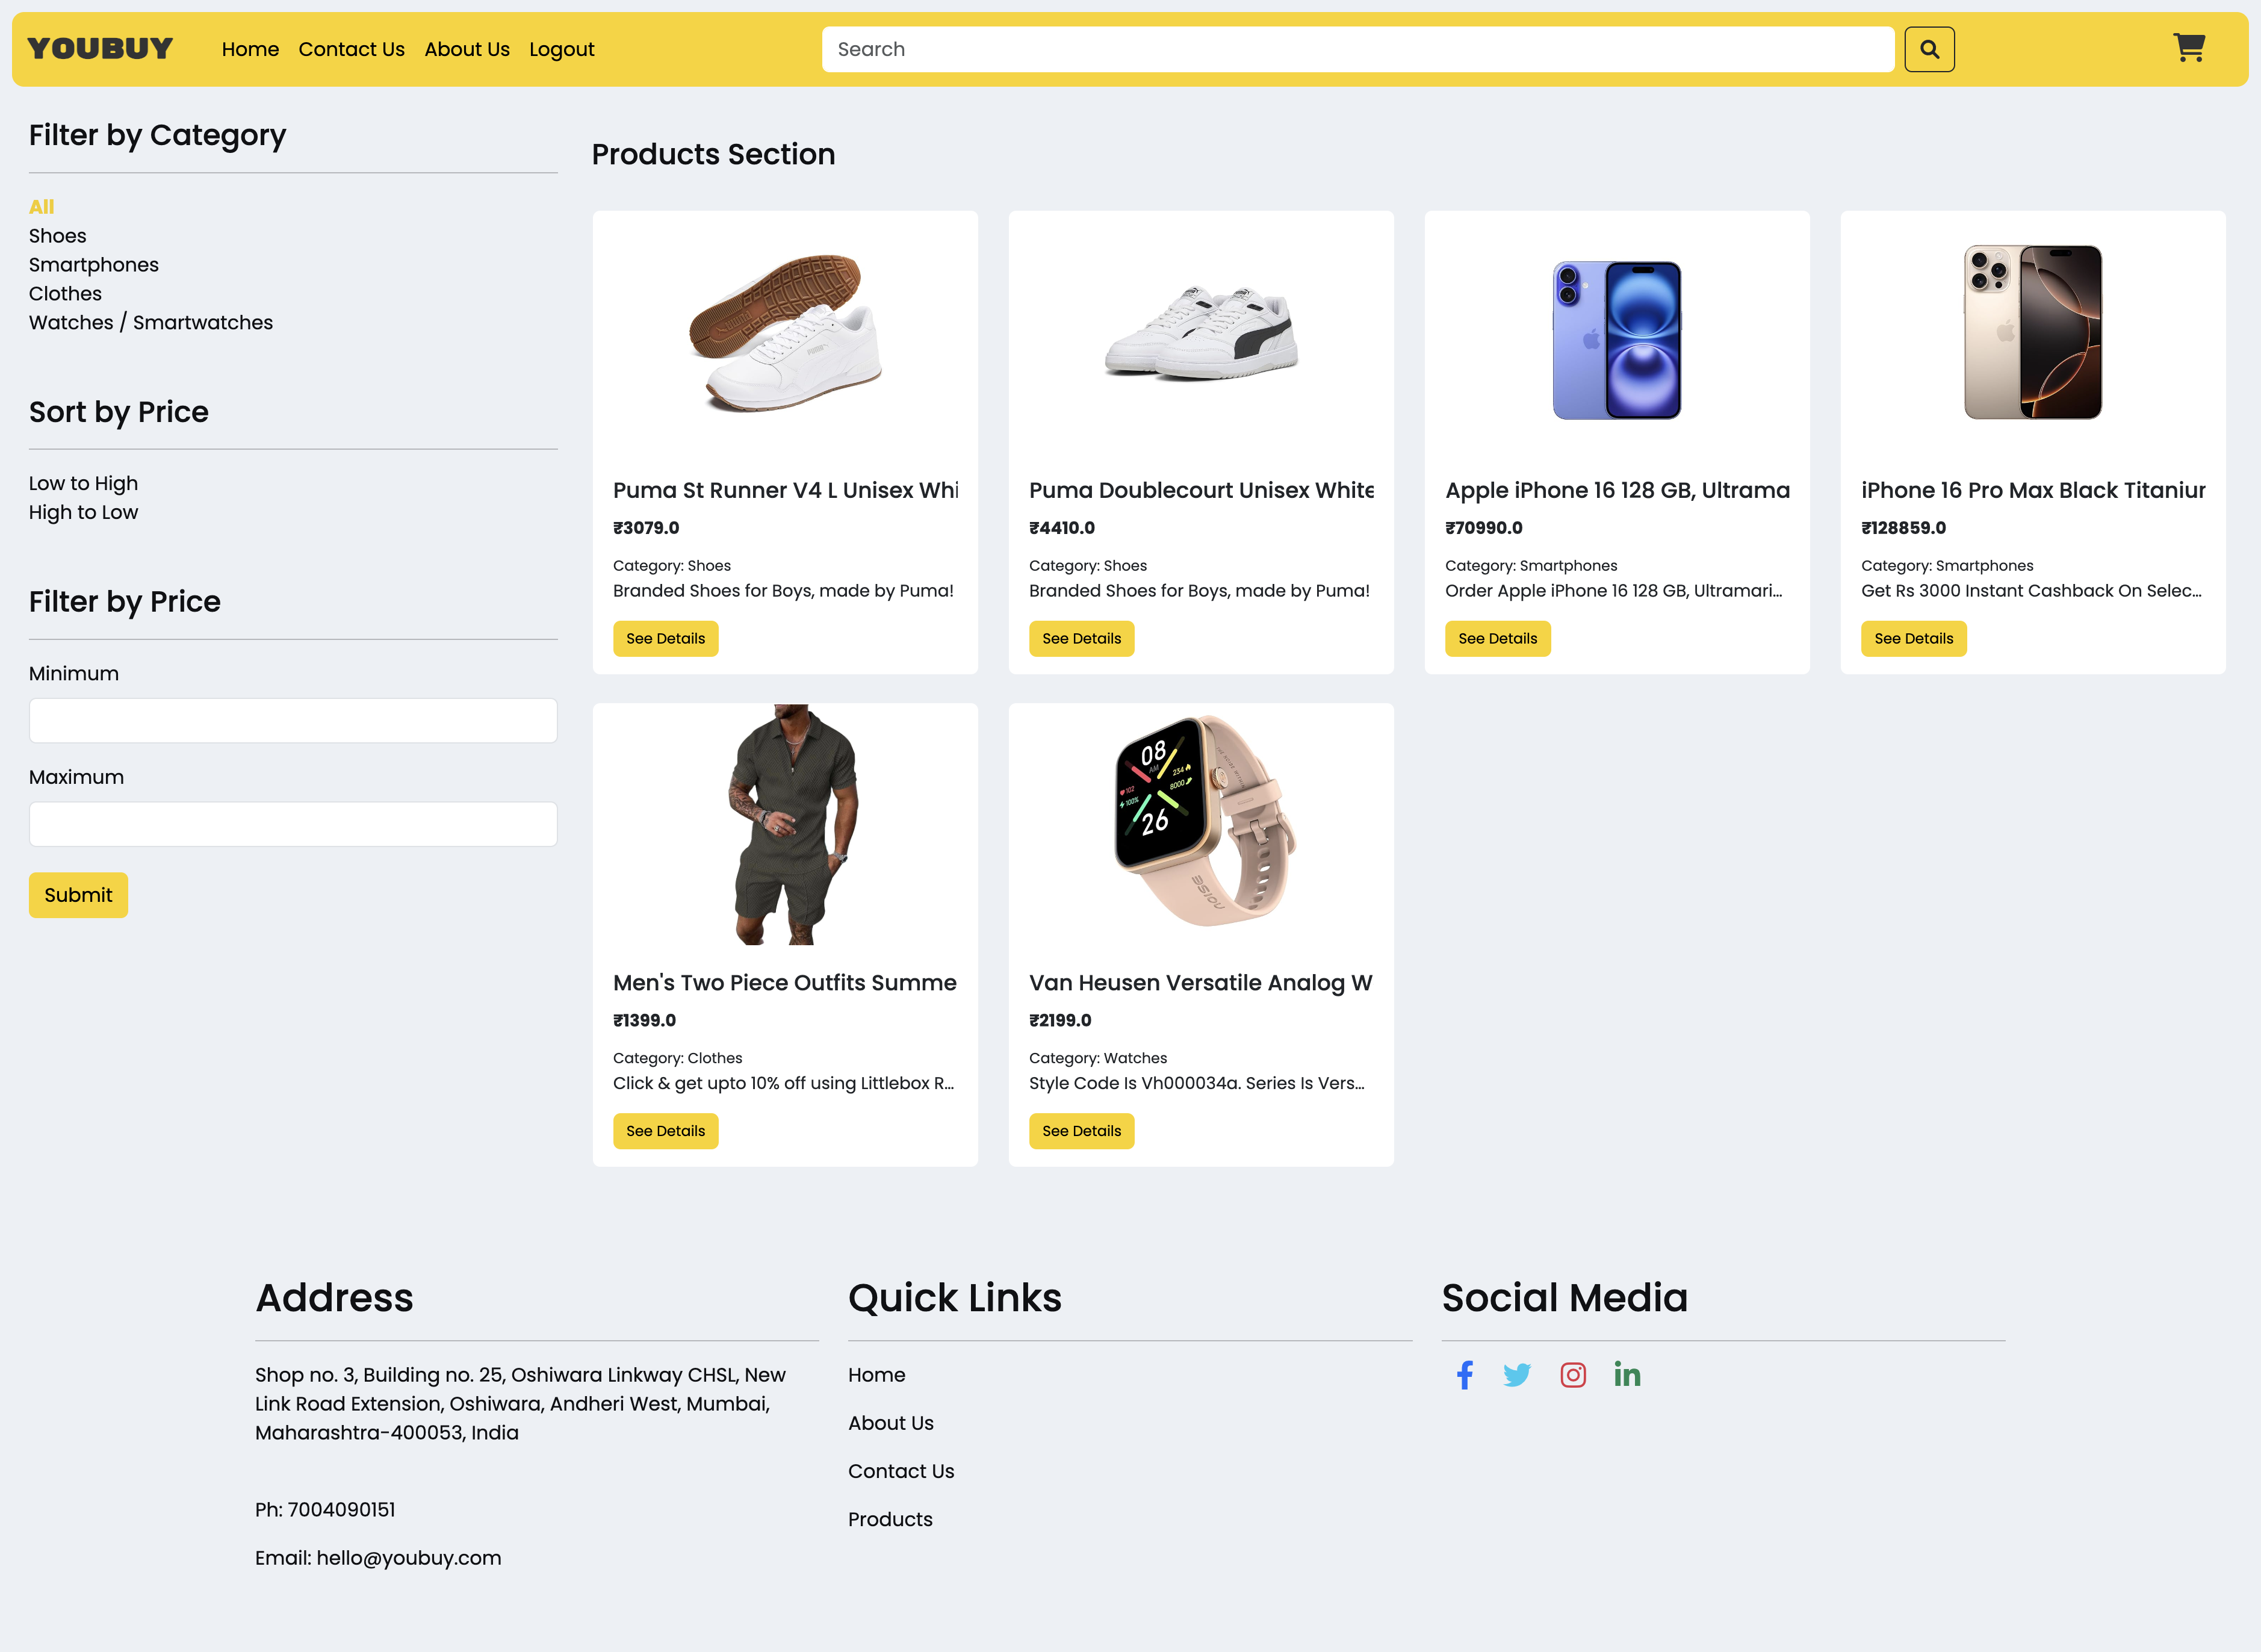 YOUBUY
Home
Contact Us
About Us
Logout
Search
Filter by Category
All
Shoes
Smartphones
Clothes
Watches / Smartwatches
Sort by Price
Low to High
High to Low
Filter by Price
Minimum
Maximum
Submit
Products Section
Puma St Runner V4 L Unisex Whi
₹3079.0
Category: Shoes
Branded Shoes for Boys, made by Puma!
See Details
Puma Doublecourt Unisex White
₹4410.0
Category: Shoes
Branded Shoes for Boys, made by Puma!
See Details
Apple iPhone 16 128 GB, Ultrama
₹70990.0
Category: Smartphones
Order Apple iPhone 16 128 GB, Ultramari...
See Details
iPhone 16 Pro Max Black Titaniur
₹128859.0
Category: Smartphones
Get Rs 3000 Instant Cashback On Selec...
See Details
Men's Two Piece Outfits Summe
₹1399.0
Category: Clothes
Click & get upto 10% off using Littlebox R...
See Details
08
AM
234
102
8000
100%
26
noise
Van Heusen Versatile Analog W
₹2199.0
Category: Watches
Style Code Is Vh000034a. Series Is Vers...
See Details
Address
Shop no. 3, Building no. 25, Oshiwara Linkway CHSL, New
Link Road Extension, Oshiwara, Andheri West, Mumbai,
Maharashtra-400053, India
Ph: 7004090151
Email: hello@youbuy.com
Quick Links
Home
About Us
Contact Us
Products
Social Media